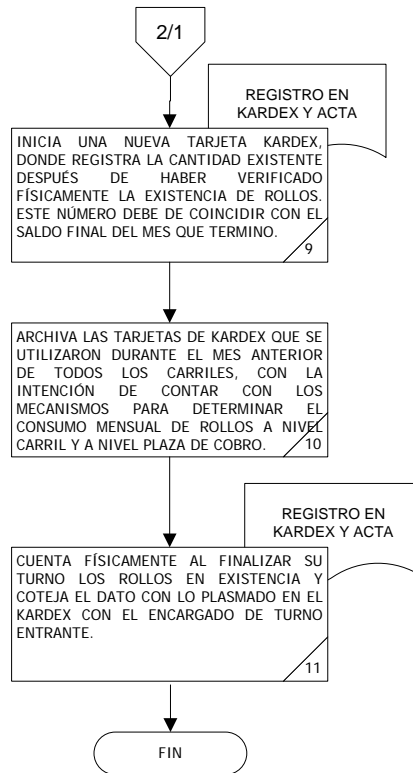 2/1
REGISTRO EN
KARDEX Y ACTA
INICIA UNA NUEVA TARJETA KARDEX,
DONDE REGISTRA LA CANTIDAD EXISTENTE
DESPUÉS DE HABER VERIFICADO
FÍSICAMENTE LA EXISTENCIA DE ROLLOS.
ESTE NÚMERO DEBE DE COINCIDIR CON EL
SALDO FINAL DEL MES QUE TERMINO.
9
ARCHIVA LAS TARJETAS DE KARDEX QUE SE
UTILIZARON DURANTE EL MES ANTERIOR
DE TODOS LOS CARRILES, CON LA
INTENCIÓN DE CONTAR CON LOS
MECANISMOS PARA DETERMINAR EL
CONSUMO MENSUAL DE ROLLOS A NIVEL
CARRIL Y A NIVEL PLAZA DE COBRO.
10
REGISTRO EN
KARDEX Y ACTA
CUENTA FÍSICAMENTE AL FINALIZAR SU
TURNO LOS ROLLOS EN EXISTENCIA Y
COTEJA EL DATO CON LO PLASMADO EN EL
KARDEX CON EL ENCARGADO DE TURNO
ENTRANTE.
11
FIN